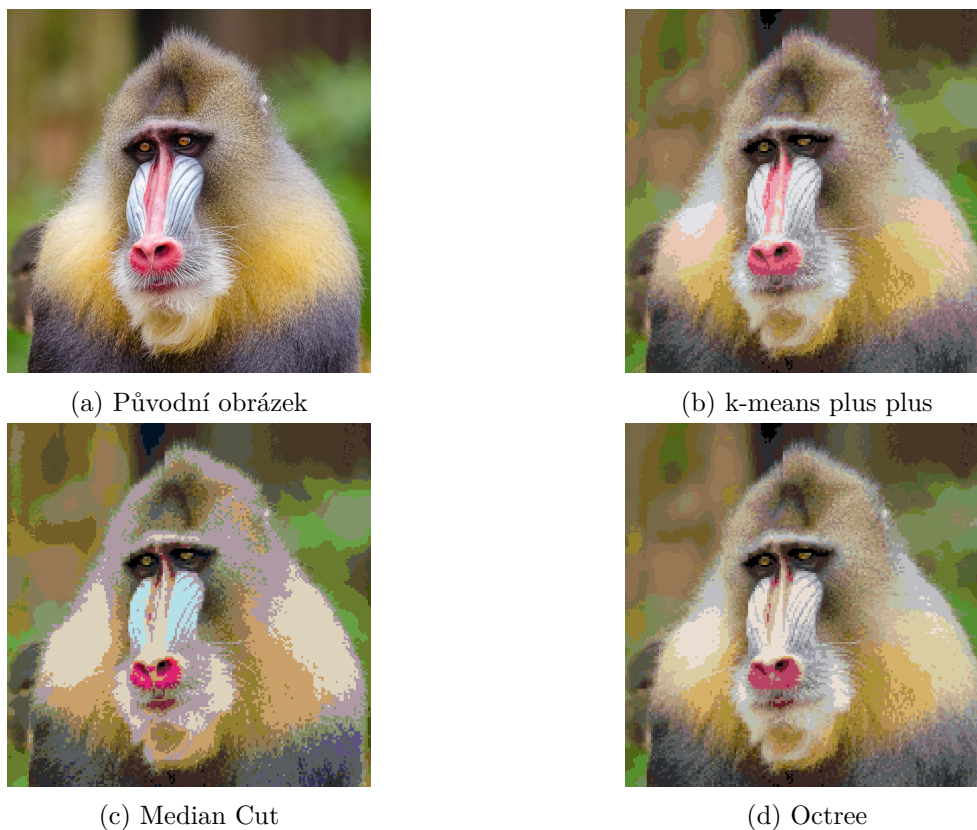 (a) Původní obrázek
(b) k-means plus plus
(c) Median Cut
(d) Octree